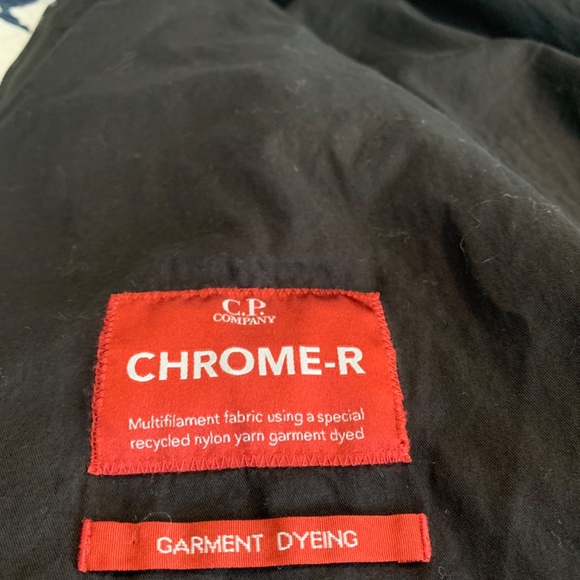 C.P.
COMPANY
CHROME-R
Multifilament fabric using a special
recycled nylon yarn garment dyed
GARMENT DYEING